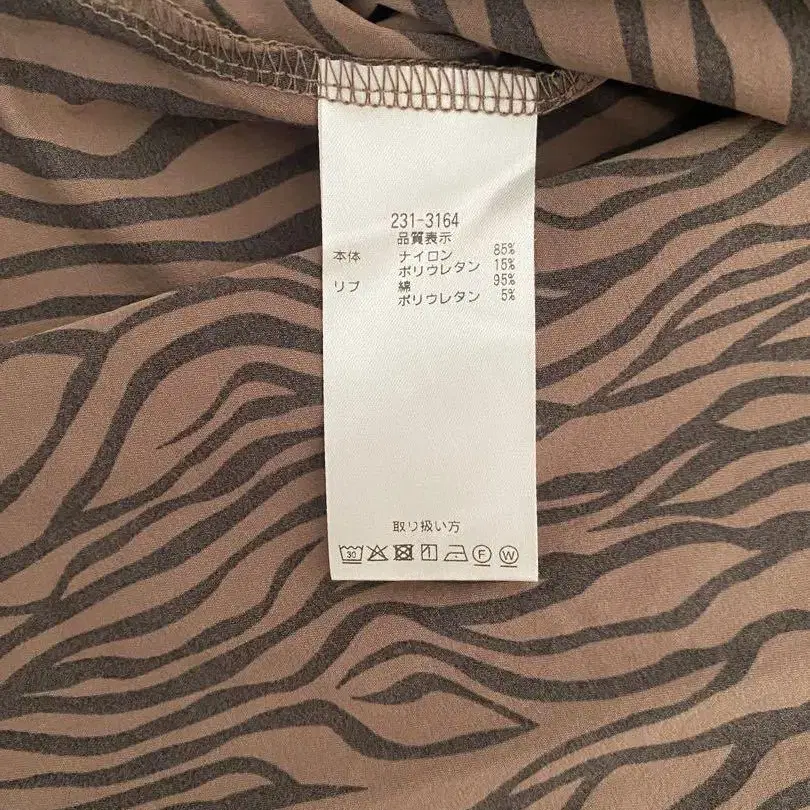 231-3164
品質表示
本体 ナイロン 85%
ポリウレタン 15%
リブ 綿 95%
ポリウレタン 5%
取り扱い方
30 F W